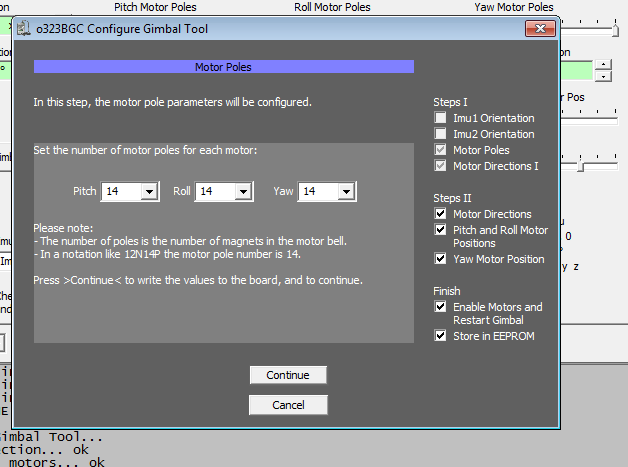 Pitch Motor Poles
Roll Motor Poles
Yaw Motor Poles
o323BGC Configure Gimbal Tool
Motor Poles
In this step, the motor pole parameters will be configured.
Set the number of motor poles for each motor:
Pitch 14 Roll 14 Yaw 14
Please note:
- The number of poles is the number of magnets in the motor bell.
- In a notation like 12N14P the motor pole number is 14.
Press >Continue< to write the values to the board, and to continue.
Steps I
Imu1 Orientation
Imu2 Orientation
Motor Poles
Motor Directions I
Steps II
Motor Directions
Pitch and Roll Motor
Positions
Yaw Motor Position
Finish
Enable Motors and
Restart Gimbal
Store in EEPROM
Continue
Cancel
Pos
0
y z
Gimbal Tool...
ection... ok
motors... ok